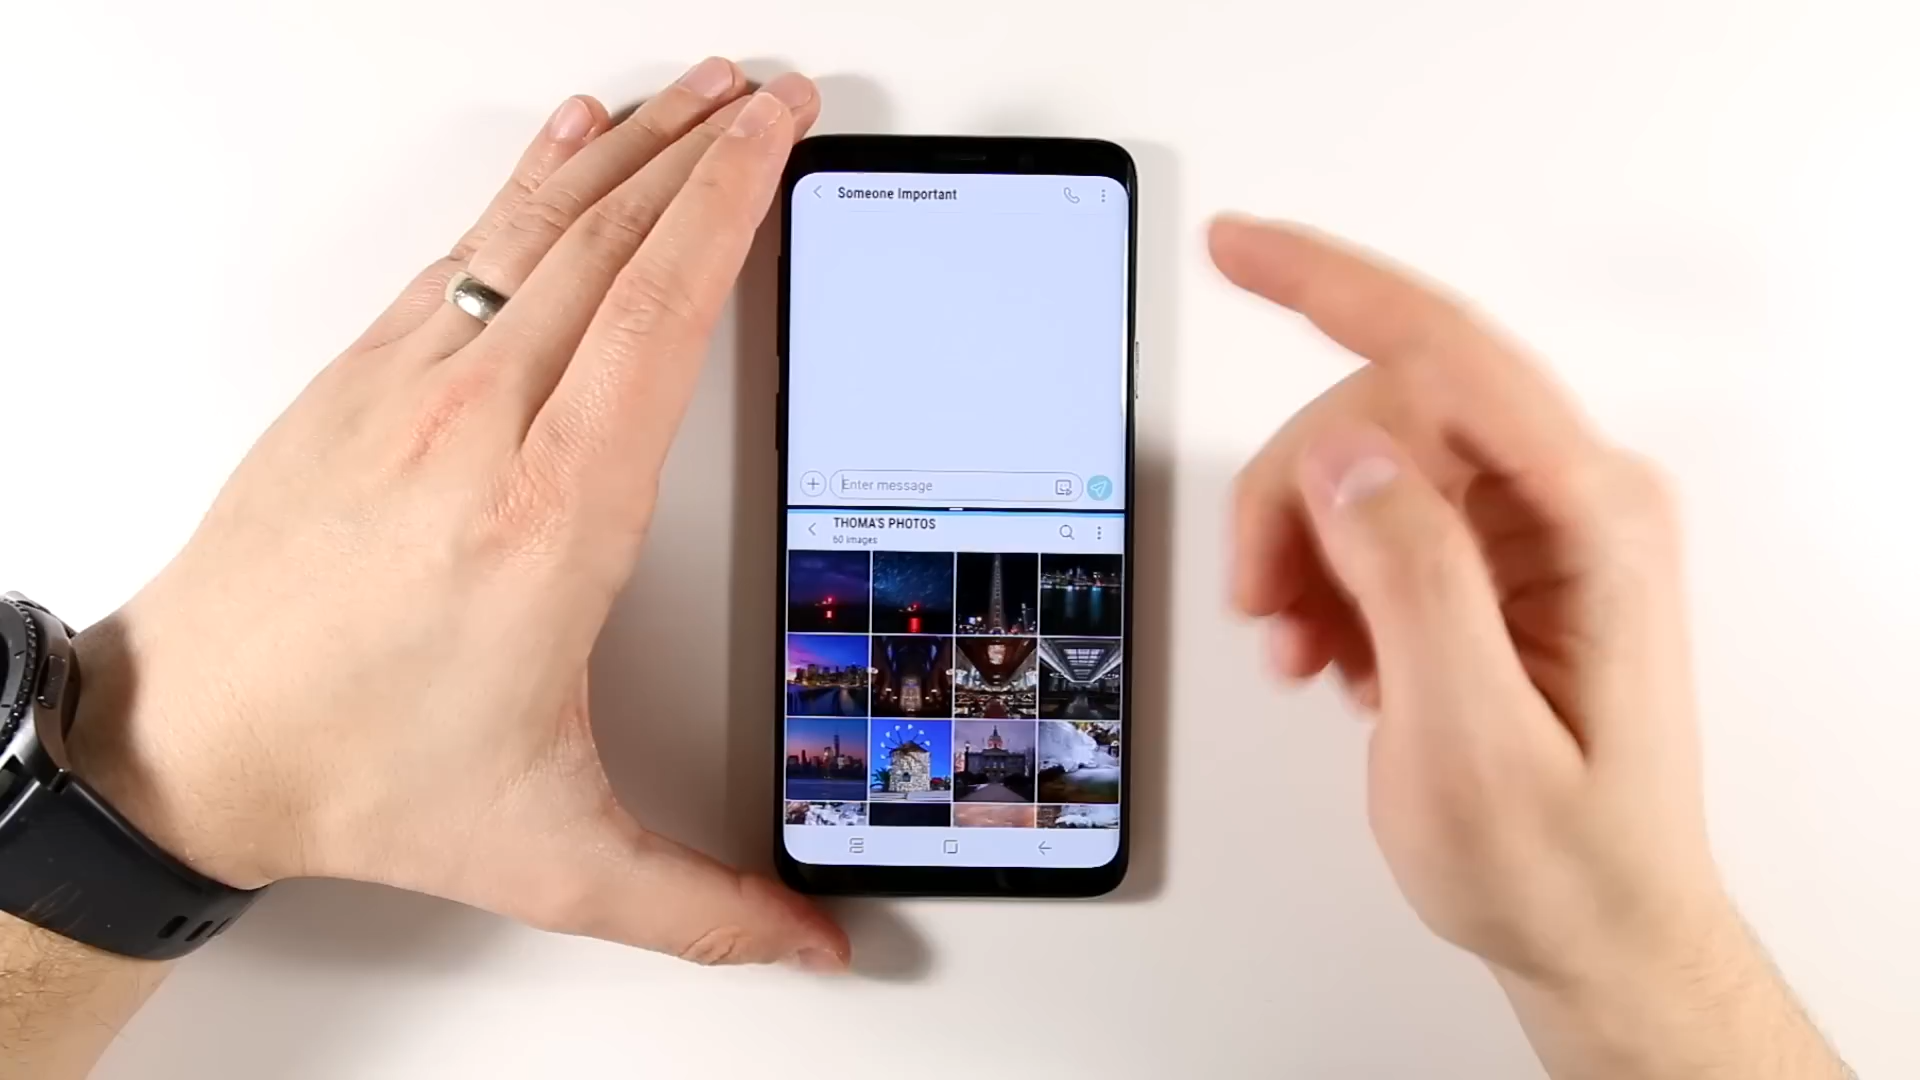 Someone Important
Enter message
THOMA'S PHOTOS
60 images